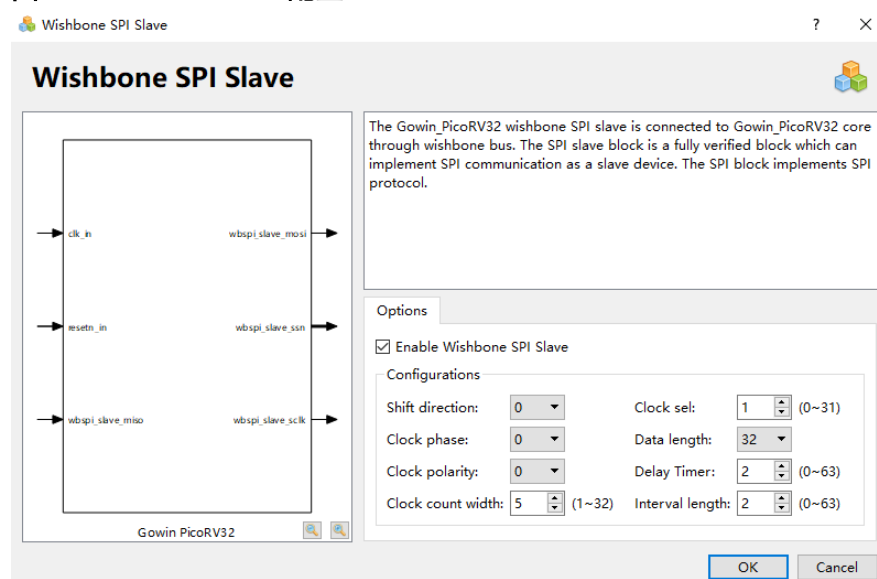 Wishbone SPI Slave
?
Wishbone SPI Slave
clk_in
wbspi_slave_mosi
resetn_in
wbspi_slave_ssn
wbspi_slave_miso
wbspi_slave_sclk
Gowin PicoRV32
The Gowin_PicoRV32 wishbone SPI slave is connected to Gowin_PicoRV32 core
through wishbone bus. The SPI slave block is a fully verified block which can
implement SPI communication as a slave device. The SPI block implements SPI
protocol.
Options
Enable Wishbone SPI Slave
Configurations
Shift direction: 0 Clock sel: 1 (0~31)
Clock phase: 0 Data length: 32
Clock polarity: 0 Delay Timer: 2 (0~63)
Clock count width: 5 (1~32) Interval length: 2 (0~63)
OK Cancel